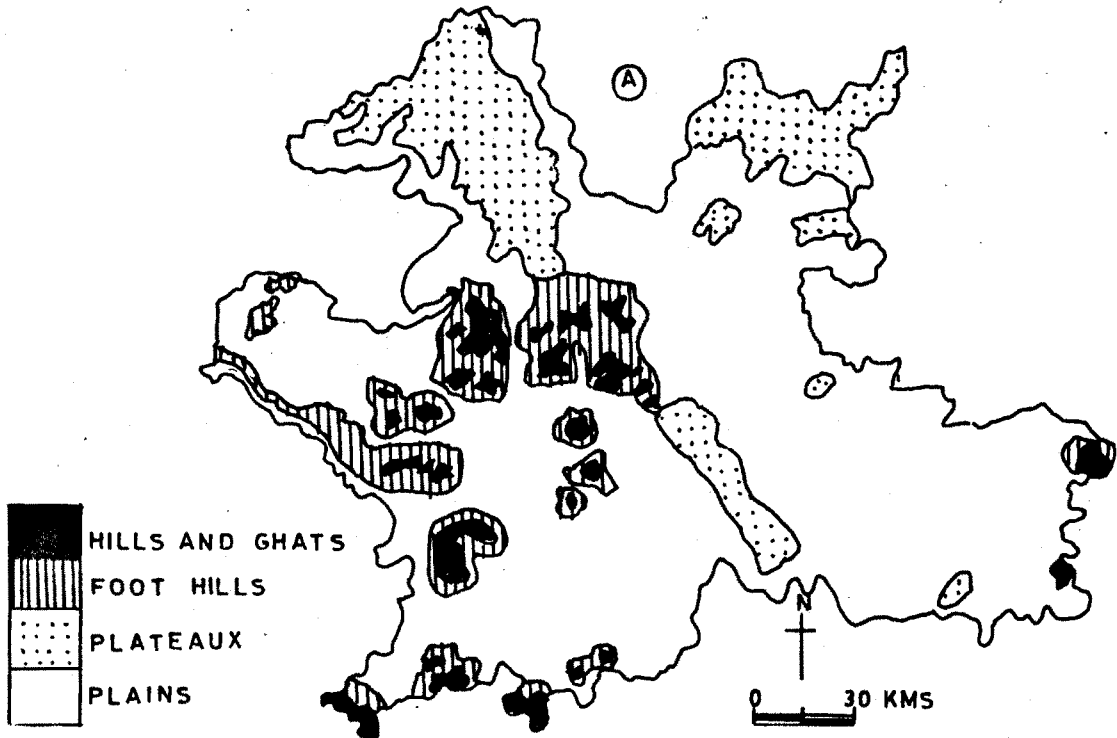 A
HILLS AND GHATS
FOOT HILLS
PLATEAUX
PLAINS
N
0 30 KMS